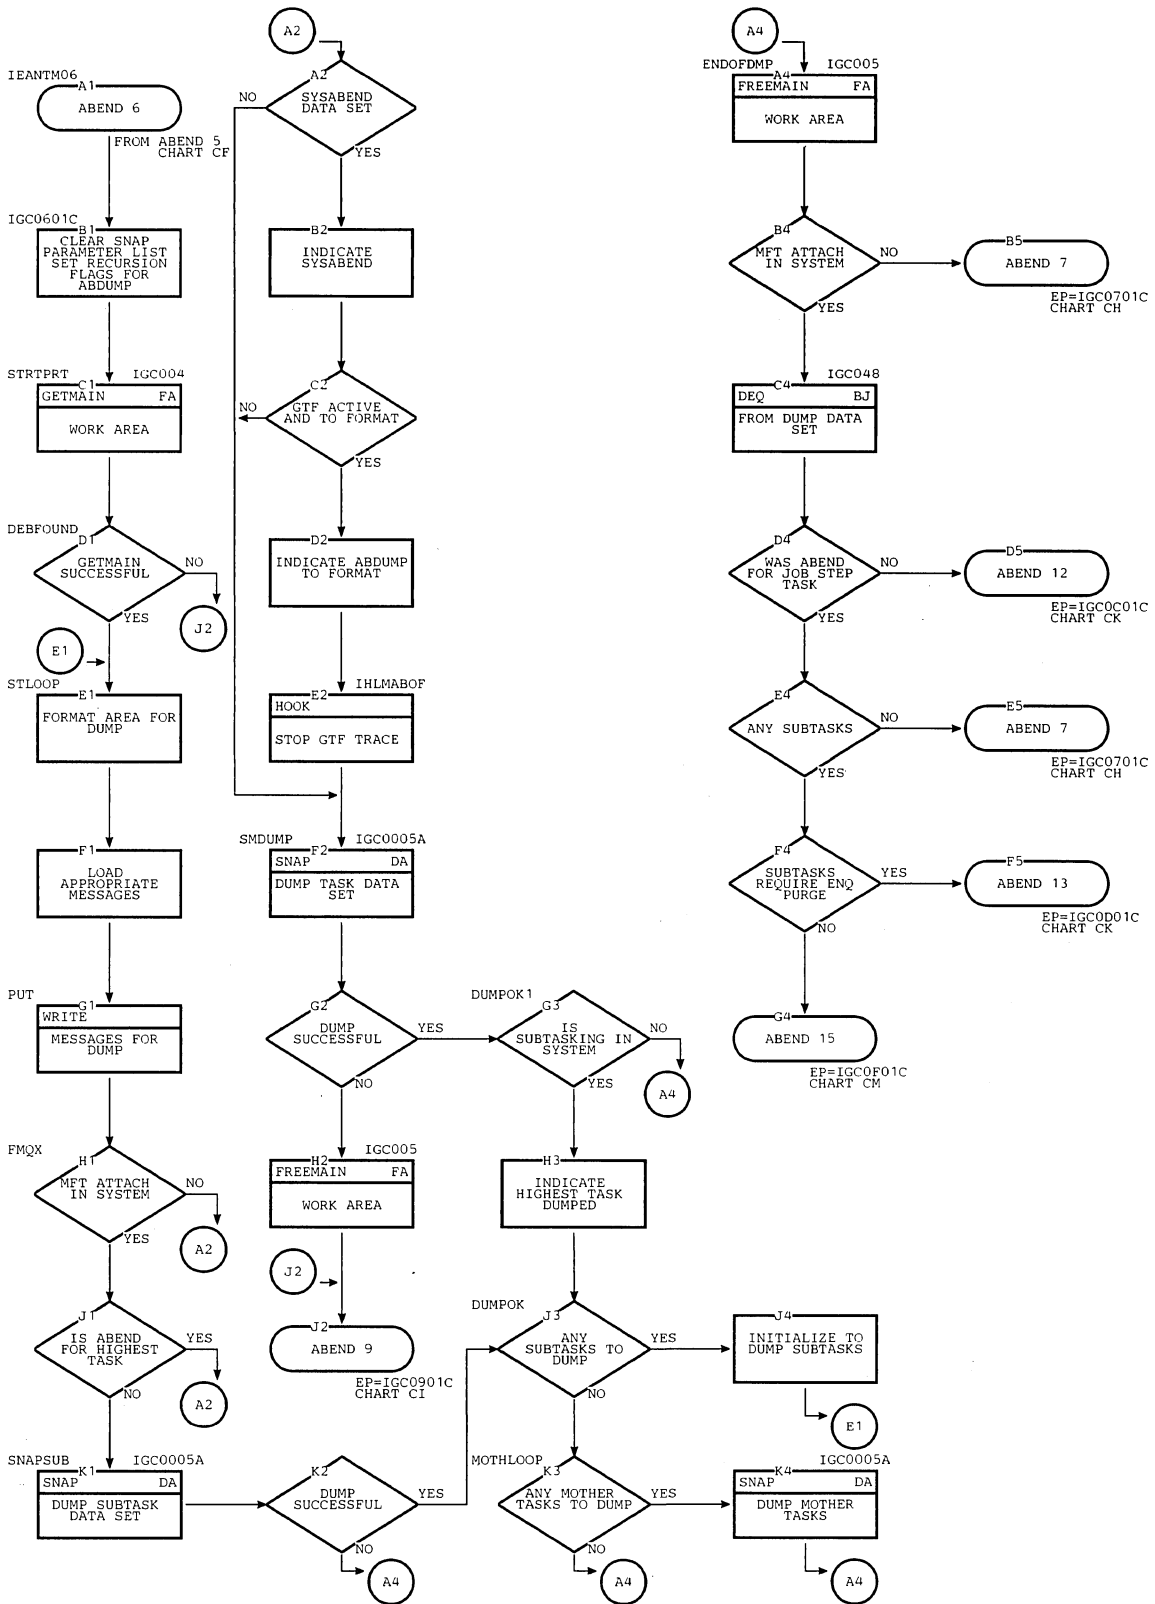 IEANTM06
A1
ABEND 6
FROM ABEND 5
CHART CF
IGC0601C
B1
CLEAR SNAP
PARAMETER LIST
SET RECURSION
FLAGS FOR
ABDUMP
STRTPRT
C1
IGC004
GETMAIN
FA
WORK AREA
DEBFOUND
D1
GETMAIN
SUCCESSFUL
NO
YES
J2
E1
STLOOP
E1
FORMAT AREA FOR
DUMP
F1
LOAD
APPROPRIATE
MESSAGES
PUT
G1
WRITE
MESSAGES FOR
DUMP
FMQX
H1
MFT ATTACH
IN SYSTEM
NO
YES
A2
J1
IS ABEND
FOR HIGHEST
TASK
YES
NO
A2
SNAPSUB
K1
IGC0005A
SNAP
DA
DUMP SUBTASK
DATA SET
A2
A2
SYSABEND
DATA SET
NO
YES
B2
INDICATE
SYSABEND
C2
GTF ACTIVE
AND TO FORMAT
NO
YES
D2
INDICATE ABDUMP
TO FORMAT
E2
IHLMABOF
HOOK
STOP GTF TRACE
SMDUMP
F2
IGC0005A
SNAP
DA
DUMP TASK DATA
SET
G2
DUMP
SUCCESSFUL
YES
NO
H2
IGC005
FREEMAIN
FA
WORK AREA
J2
J2
ABEND 9
EP=IGC0901C
CHART CI
K2
DUMP
SUCCESSFUL
YES
NO
A4
DUMPOK1
G3
IS
SUBTASKING IN
SYSTEM
NO
YES
A4
H3
INDICATE
HIGHEST TASK
DUMPED
DUMPOK
J3
ANY
SUBTASKS TO
DUMP
YES
NO
MOTHLOOP
K3
ANY MOTHER
TASKS TO DUMP
YES
NO
A4
A4
ENDOFDMP
A4
IGC005
FREEMAIN
FA
WORK AREA
B4
MFT ATTACH
IN SYSTEM
NO
YES
B5
ABEND 7
EP=IGC0701C
CHART CH
C4
IGC048
DEQ
BJ
FROM DUMP DATA
SET
D4
WAS ABEND
FOR JOB STEP
TASK
NO
YES
D5
ABEND 12
EP=IGC0C01C
CHART CK
E4
ANY SUBTASKS
NO
YES
E5
ABEND 7
EP=IGC0701C
CHART CH
F4
SUBTASKS
REQUIRE ENQ
PURGE
YES
NO
F5
ABEND 13
EP=IGC0D01C
CHART CK
G4
ABEND 15
EP=IGC0F01C
CHART CM
J4
INITIALIZE TO
DUMP SUBTASKS
E1
K4
IGC0005A
SNAP
DA
DUMP MOTHER
TASKS
A4